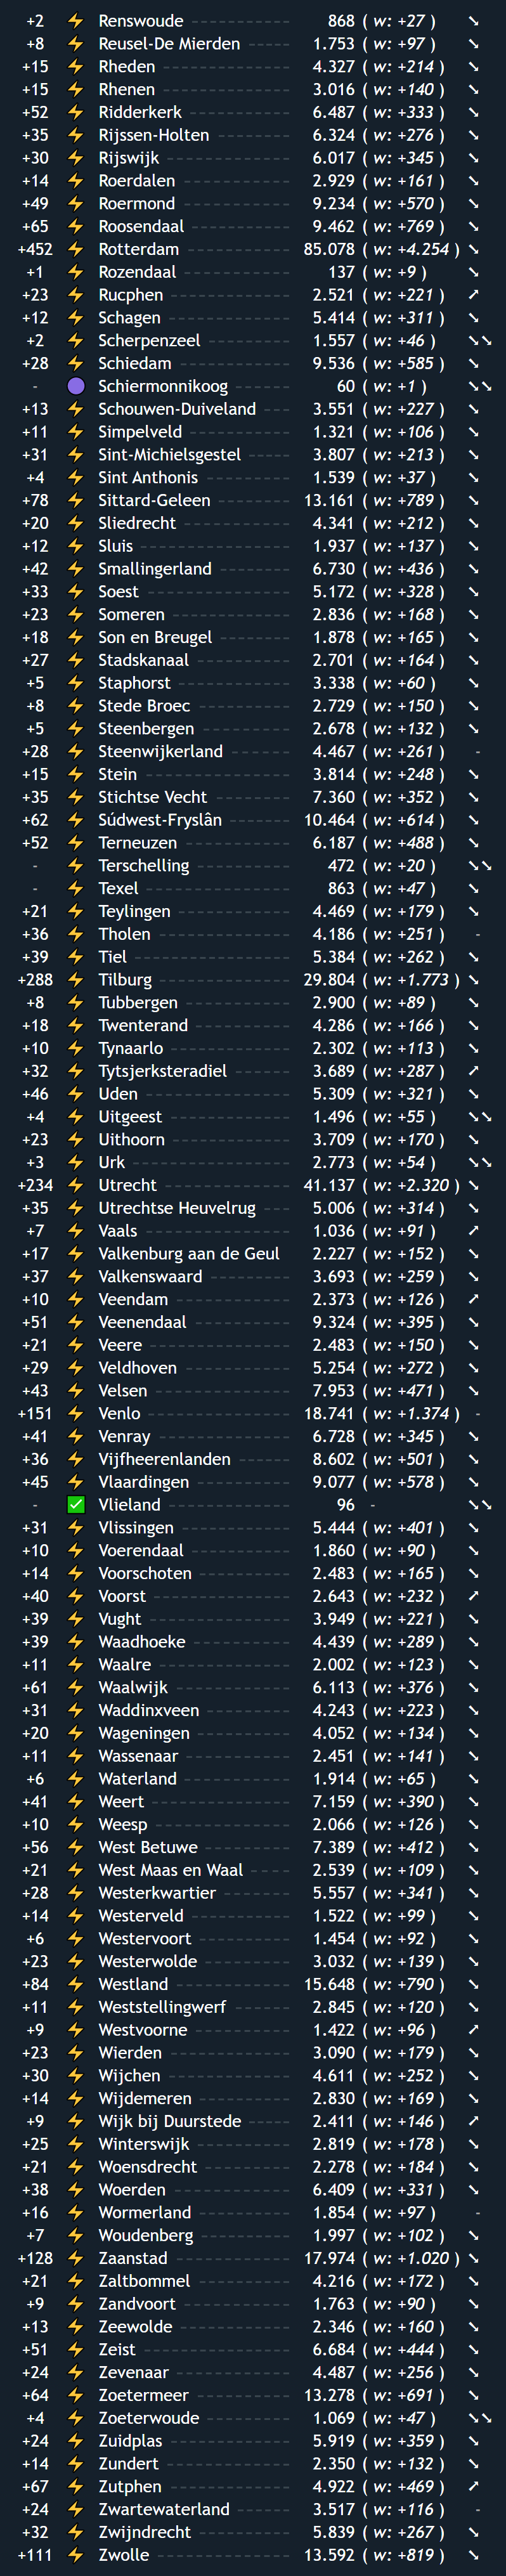 +2 ⚡ Renswoude ----------- 868 ( w: +27 ) ↘
+8 ⚡ Reusel-De Mierden ----- 1.753 ( w: +97 ) ↘
+15 ⚡ Rheden ------------- 4.327 ( w: +214 ) ↘
+15 ⚡ Rhenen ------------- 3.016 ( w: +140 ) ↘
+52 ⚡ Ridderkerk ---------- 6.487 ( w: +333 ) ↘
+35 ⚡ Rijssen-Holten -------- 6.324 ( w: +276 ) ↘
+30 ⚡ Rijswijk ------------- 6.017 ( w: +345 ) ↘
+14 ⚡ Roerdalen ----------- 2.929 ( w: +161 ) ↘
+49 ⚡ Roermond ----------- 9.234 ( w: +570 ) ↘
+65 ⚡ Roosendaal ---------- 9.462 ( w: +769 ) ↘
+452 ⚡ Rotterdam ---------- 85.078 ( w: +4.254 ) ↘
+1 ⚡ Rozendaal ----------- 137 ( w: +9 ) ↘
+23 ⚡ Rucphen ------------ 2.521 ( w: +221 ) ↗
+12 ⚡ Schagen ------------ 5.414 ( w: +311 ) ↘
+2 ⚡ Scherpenzeel --------- 1.557 ( w: +46 ) ↘↘
+28 ⚡ Schiedam ----------- 9.536 ( w: +585 ) ↘
- 🟣 Schiermonnikoog ------ 60 ( w: +1 ) ↘↘
+13 ⚡ Schouwen-Duiveland --- 3.551 ( w: +227 ) ↘
+11 ⚡ Simpelveld ---------- 1.321 ( w: +106 ) ↘
+31 ⚡ Sint-Michielsgestel ----- 3.807 ( w: +213 ) ↘
+4 ⚡ Sint Anthonis --------- 1.539 ( w: +37 ) ↘
+78 ⚡ Sittard-Geleen -------- 13.161 ( w: +789 ) ↘
+20 ⚡ Sliedrecht ----------- 4.341 ( w: +212 ) ↘
+12 ⚡ Sluis --------------- 1.937 ( w: +137 ) ↘
+42 ⚡ Smallingerland -------- 6.730 ( w: +436 ) ↘
+33 ⚡ Soest --------------- 5.172 ( w: +328 ) ↘
+23 ⚡ Someren ------------ 2.836 ( w: +168 ) ↘
+18 ⚡ Son en Breugel -------- 1.878 ( w: +165 ) ↘
+27 ⚡ Stadskanaal ---------- 2.701 ( w: +164 ) ↘
+5 ⚡ Staphorst ----------- 3.338 ( w: +60 ) ↘
+8 ⚡ Stede Broec ---------- 2.729 ( w: +150 ) ↘
+5 ⚡ Steenbergen ---------- 2.678 ( w: +132 ) ↘
+28 ⚡ Steenwijkerland ------- 4.467 ( w: +261 ) -
+15 ⚡ Stein --------------- 3.814 ( w: +248 ) ↘
+35 ⚡ Stichtse Vecht -------- 7.360 ( w: +352 ) ↘
+62 ⚡ Súdwest-Fryslân ------- 10.464 ( w: +614 ) ↘
+52 ⚡ Terneuzen ----------- 6.187 ( w: +488 ) ↘
- ⚡ Terschelling ---------- 472 ( w: +20 ) ↘↘
- ⚡ Texel --------------- 863 ( w: +47 ) ↘
+21 ⚡ Teylingen ----------- 4.469 ( w: +179 ) ↘
+36 ⚡ Tholen ------------- 4.186 ( w: +251 ) -
+39 ⚡ Tiel ---------------- 5.384 ( w: +262 ) ↘
+288 ⚡ Tilburg ------------- 29.804 ( w: +1.773 ) ↘
+8 ⚡ Tubbergen ----------- 2.900 ( w: +89 ) ↘
+18 ⚡ Twenterand ---------- 4.286 ( w: +166 ) ↘
+10 ⚡ Tynaarlo ------------ 2.302 ( w: +113 ) ↘
+32 ⚡ Tytsjerksteradiel ------ 3.689 ( w: +287 ) ↗
+46 ⚡ Uden --------------- 5.309 ( w: +321 ) ↘
+4 ⚡ Uitgeest ------------ 1.496 ( w: +55 ) ↘↘
+23 ⚡ Uithoorn ------------ 3.709 ( w: +170 ) ↘
+3 ⚡ Urk ---------------- 2.773 ( w: +54 ) ↘↘
+234 ⚡ Utrecht ------------ 41.137 ( w: +2.320 ) ↘
+35 ⚡ Utrechtse Heuvelrug --- 5.006 ( w: +314 ) ↘
+7 ⚡ Vaals --------------- 1.036 ( w: +91 ) ↗
+17 ⚡ Valkenburg aan de Geul 2.227 ( w: +152 ) ↘
+37 ⚡ Valkenswaard --------- 3.693 ( w: +259 ) ↘
+10 ⚡ Veendam ------------ 2.373 ( w: +126 ) ↗
+51 ⚡ Veenendaal ---------- 9.324 ( w: +395 ) ↘
+21 ⚡ Veere -------------- 2.483 ( w: +150 ) ↘
+29 ⚡ Veldhoven ----------- 5.254 ( w: +272 ) ↘
+43 ⚡ Velsen -------------- 7.953 ( w: +471 ) ↘
+151 ⚡ Venlo -------------- 18.741 ( w: +1.374 ) -
+41 ⚡ Venray ------------- 6.728 ( w: +345 ) ↘
+36 ⚡ Vijfheerenlanden ------ 8.602 ( w: +501 ) ↘
+45 ⚡ Vlaardingen ---------- 9.077 ( w: +578 ) ↘
- ✅ Vlieland ------------ 96 - ↘↘
+31 ⚡ Vlissingen ----------- 5.444 ( w: +401 ) ↘
+10 ⚡ Voerendaal ---------- 1.860 ( w: +90 ) ↘
+14 ⚡ Voorschoten --------- 2.483 ( w: +165 ) ↘
+40 ⚡ Voorst -------------- 2.643 ( w: +232 ) ↗
+39 ⚡ Vught -------------- 3.949 ( w: +221 ) ↘
+39 ⚡ Waadhoeke ---------- 4.439 ( w: +289 ) ↘
+11 ⚡ Waalre ------------- 2.002 ( w: +123 ) ↘
+61 ⚡ Waalwijk ----------- 6.113 ( w: +376 ) ↘
+31 ⚡ Waddinxveen --------- 4.243 ( w: +223 ) ↘
+20 ⚡ Wageningen ---------- 4.052 ( w: +134 ) ↘
+11 ⚡ Wassenaar ----------- 2.451 ( w: +141 ) ↘
+6 ⚡ Waterland ----------- 1.914 ( w: +65 ) ↘
+41 ⚡ Weert -------------- 7.159 ( w: +390 ) ↘
+10 ⚡ Weesp -------------- 2.066 ( w: +126 ) ↘
+56 ⚡ West Betuwe --------- 7.389 ( w: +412 ) ↘
+21 ⚡ West Maas en Waal ---- 2.539 ( w: +109 ) ↘
+28 ⚡ Westerkwartier ------- 5.557 ( w: +341 ) ↘
+14 ⚡ Westerveld ---------- 1.522 ( w: +99 ) ↘
+6 ⚡ Westervoort ---------- 1.454 ( w: +92 ) ↘
+23 ⚡ Westerwolde --------- 3.032 ( w: +139 ) ↘
+84 ⚡ Westland ------------ 15.648 ( w: +790 ) ↘
+11 ⚡ Weststellingwerf ------ 2.845 ( w: +120 ) ↘
+9 ⚡ Westvoorne ---------- 1.422 ( w: +96 ) ↗
+23 ⚡ Wierden ------------ 3.090 ( w: +179 ) ↘
+30 ⚡ Wijchen ------------ 4.611 ( w: +252 ) ↘
+14 ⚡ Wijdemeren ---------- 2.830 ( w: +169 ) ↘
+9 ⚡ Wijk bij Duurstede ----- 2.411 ( w: +146 ) ↗
+25 ⚡ Winterswijk ---------- 2.819 ( w: +178 ) ↘
+21 ⚡ Woensdrecht --------- 2.278 ( w: +184 ) ↘
+38 ⚡ Woerden ------------ 6.409 ( w: +331 ) ↘
+16 ⚡ Wormerland ---------- 1.854 ( w: +97 ) -
+7 ⚡ Woudenberg ---------- 1.997 ( w: +102 ) ↘
+128 ⚡ Zaanstad ------------ 17.974 ( w: +1.020 ) ↘
+21 ⚡ Zaltbommel ---------- 4.216 ( w: +172 ) ↘
+9 ⚡ Zandvoort ----------- 1.763 ( w: +90 ) ↘
+13 ⚡ Zeewolde ----------- 2.346 ( w: +160 ) ↘
+51 ⚡ Zeist --------------- 6.684 ( w: +444 ) ↘
+24 ⚡ Zevenaar ------------ 4.487 ( w: +256 ) ↘
+64 ⚡ Zoetermeer ---------- 13.278 ( w: +691 ) ↘
+4 ⚡ Zoeterwoude --------- 1.069 ( w: +47 ) ↘↘
+24 ⚡ Zuidplas ------------ 5.919 ( w: +359 ) ↘
+14 ⚡ Zundert ------------ 2.350 ( w: +132 ) ↘
+67 ⚡ Zutphen ------------ 4.922 ( w: +469 ) ↗
+24 ⚡ Zwartewaterland ------ 3.517 ( w: +116 ) -
+32 ⚡ Zwijndrecht ---------- 5.839 ( w: +267 ) ↘
+111 ⚡ Zwolle -------------- 13.592 ( w: +819 ) ↘